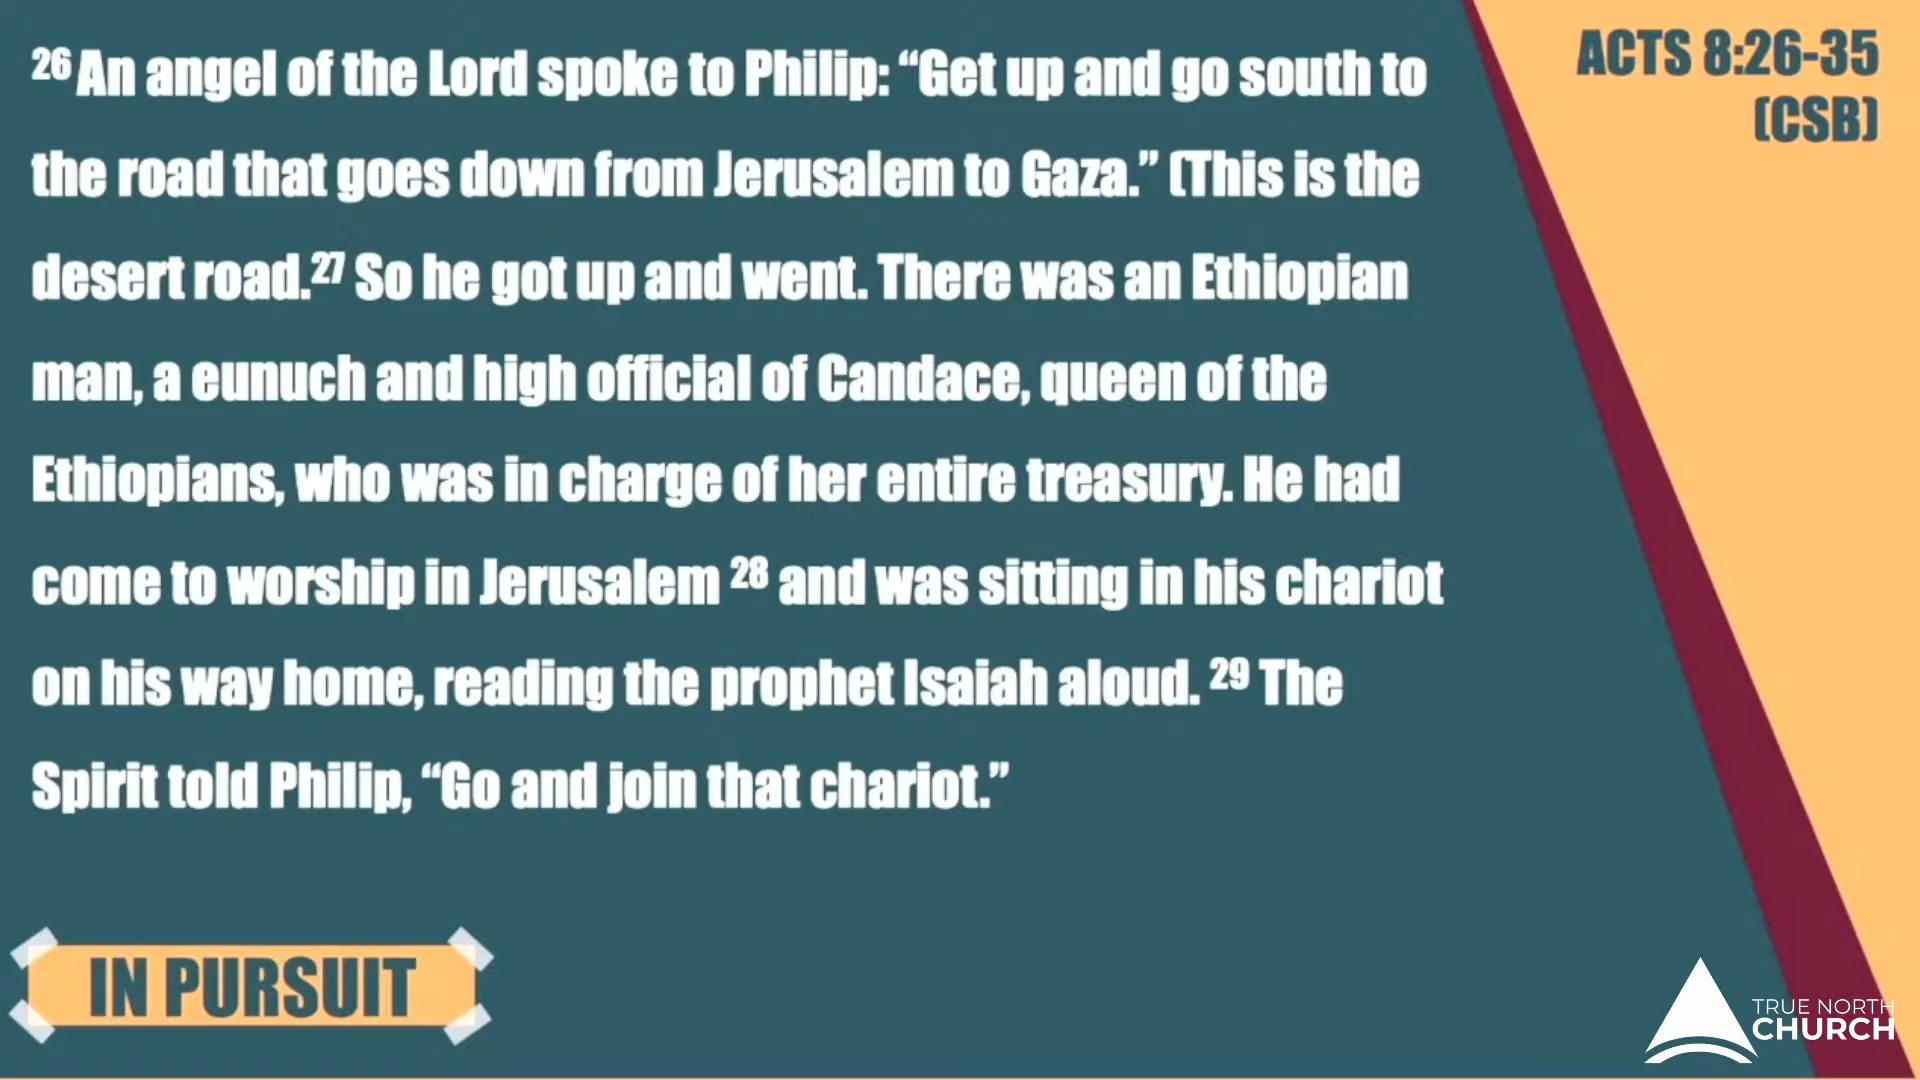 26 An angel of the Lord spoke to Philip: “Get up and go south to
the road that goes down from Jerusalem to Gaza.” (This is the
desert road.27 So he got up and went. There was an Ethiopian
man, a eunuch and high official of Candace, queen of the
Ethiopians, who was in charge of her entire treasury. He had
come to worship in Jerusalem 28 and was sitting in his chariot
on his way home, reading the prophet Isaiah aloud. 29 The
Spirit told Philip, “Go and join that chariot.”
ACTS 8:26-35
(CSB)
IN PURSUIT
TRUE NORTH
CHURCH